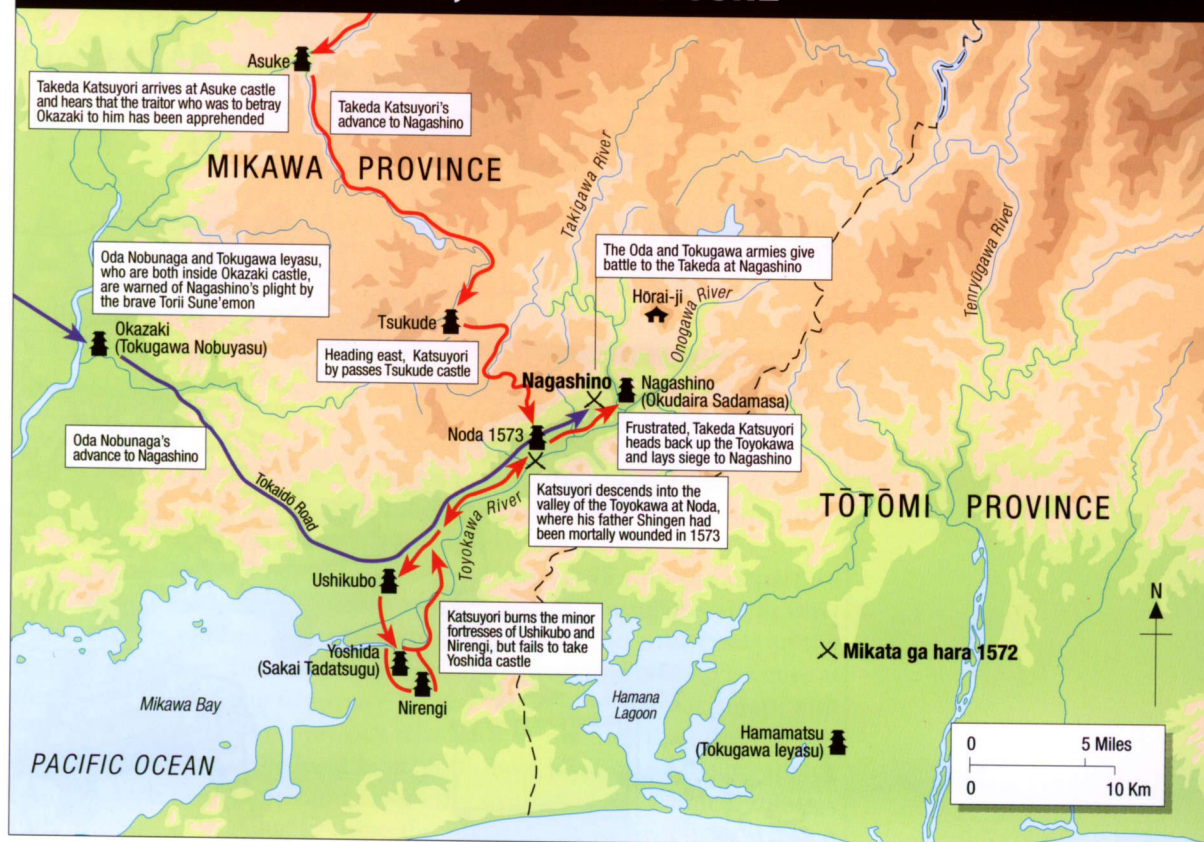 Asuke
Takeda Katsuyori arrives at Asuke castle
and hears that the traitor who was to betray
Okazaki to him has been apprehended
Takeda Katsuyori's
advance to Nagashino
MIKAWA PROVINCE
Takigawa River
Oda Nobunaga and Tokugawa Ieyasu,
who are both inside Okazaki castle,
are warned of Nagashino's plight by
the brave Torii Sune'emon
The Oda and Tokugawa armies give
battle to the Takeda at Nagashino
Hōrai-ji
Onogawa River
Tenryūgawa River
Okazaki
(Tokugawa Nobuyasu)
Tsukude
Heading east, Katsuyori
by passes Tsukude castle
Nagashino
Nagashino
(Okudaira Sadamasa)
Noda 1573
Frustrated, Takeda Katsuyori
heads back up the Toyokawa
and lays siege to Nagashino
Oda Nobunaga's
advance to Nagashino
Tokaidō Road
Toyokawa River
Katsuyori descends into the
valley of the Toyokawa at Noda,
where his father Shingen had
been mortally wounded in 1573
TŌTŌMI PROVINCE
Ushikubo
Katsuyori burns the minor
fortresses of Ushikubo and
Nirengi, but fails to take
Yoshida castle
Yoshida
(Sakai Tadatsugu)
Nirengi
N
Mikata ga hara 1572
Mikawa Bay
Hamana
Lagoon
Hamamatsu
(Tokugawa Ieyasu)
PACIFIC OCEAN
0 5 Miles
0 10 Km